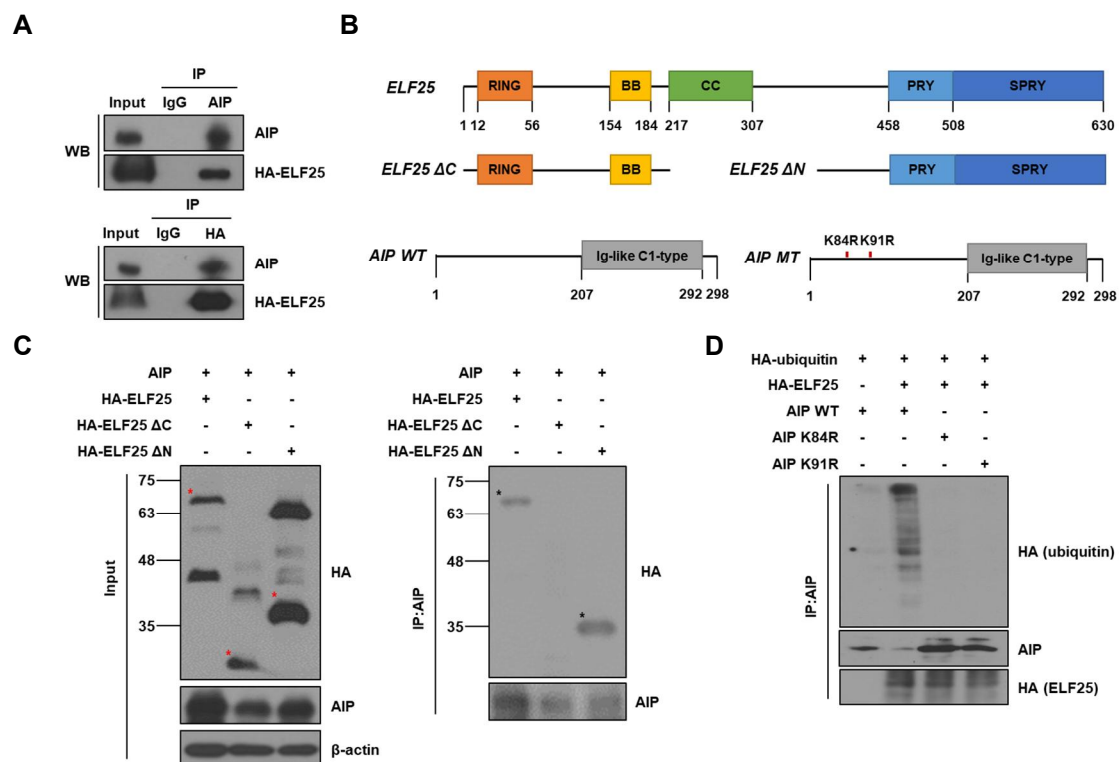 A
IP
Input IgG AIP
WB
AIP
HA-ELF25
IP
Input IgG HA
WB
AIP
HA-ELF25
B
ELF25
RING BB CC PRY SPRY
1 12 56 154 184 217 307 458 508 630
ELF25 ΔC RING BB
ELF25 ΔN PRY SPRY
AIP WT Ig-like C1-type
1 207 292 298
AIP MT K84R K91R Ig-like C1-type
1 207 292 298
C
AIP + + +
HA-ELF25 + - -
HA-ELF25 ΔC - + -
HA-ELF25 ΔN - - +
Input
75
63
48
35
* * *
HA
AIP
β-actin
AIP + + +
HA-ELF25 + - -
HA-ELF25 ΔC - + -
HA-ELF25 ΔN - - +
IP:AIP
75
63
48
35
* *
HA
AIP
D
HA-ubiquitin + + + +
HA-ELF25 - + + +
AIP WT + + - -
AIP K84R - - + -
AIP K91R - - - +
IP:AIP
HA (ubiquitin)
AIP
HA (ELF25)